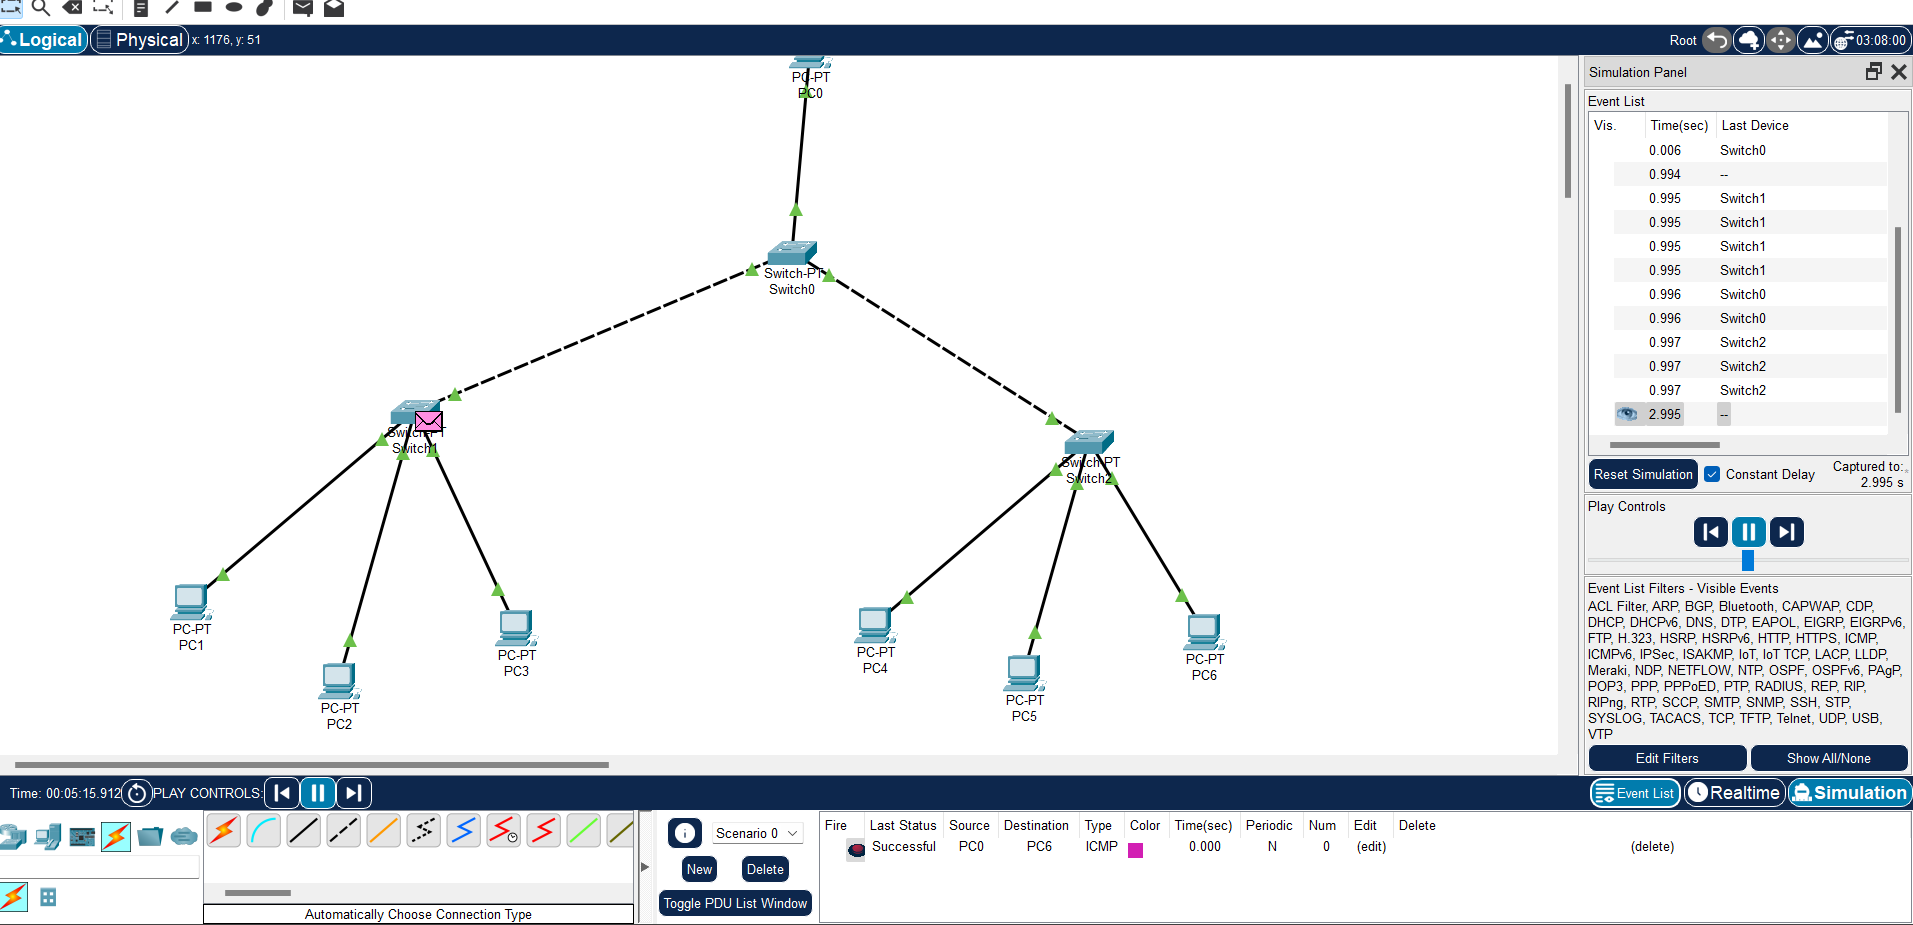 Logical
Physical
x: 1176, y: 51
Root
03:08:00
PC-PT
PC0
Switch-PT
Switch0
Switch-PT
Switch1
Switch-PT
Switch2
PC-PT
PC1
PC-PT
PC2
PC-PT
PC3
PC-PT
PC4
PC-PT
PC5
PC-PT
PC6
Simulation Panel
Event List
Vis. Time(sec) Last Device
0.006 Switch0
0.994 --
0.995 Switch1
0.995 Switch1
0.995 Switch1
0.995 Switch1
0.996 Switch0
0.996 Switch0
0.997 Switch2
0.997 Switch2
0.997 Switch2
2.995 --
Reset Simulation
Constant Delay
Captured to:
2.995 s
Play Controls
Event List Filters - Visible Events
ACL Filter, ARP, BGP, Bluetooth, CAPWAP, CDP,
DHCP, DHCPv6, DNS, DTP, EAPOL, EIGRP, EIGRPv6,
FTP, H.323, HSRP, HSRPv6, HTTP, HTTPS, ICMP,
ICMPv6, IPSec, ISAKMP, IoT, IoT TCP, LACP, LLDP,
Meraki, NDP, NETFLOW, NTP, OSPF, OSPFv6, PAgP,
POP3, PPP, PPPoED, PTP, RADIUS, REP, RIP,
RIPng, RTP, SCCP, SMTP, SNMP, SSH, STP,
SYSLOG, TACACS, TCP, TFTP, Telnet, UDP, USB,
VTP
Edit Filters
Show All/None
Time: 00:05:15.912
PLAY CONTROLS:
Event List
Realtime
Simulation
Scenario 0
New
Delete
Toggle PDU List Window
Automatically Choose Connection Type
Fire Last Status Source Destination Type Color Time(sec) Periodic Num Edit Delete
Successful PC0 PC6 ICMP 0.000 N 0 (edit) (delete)